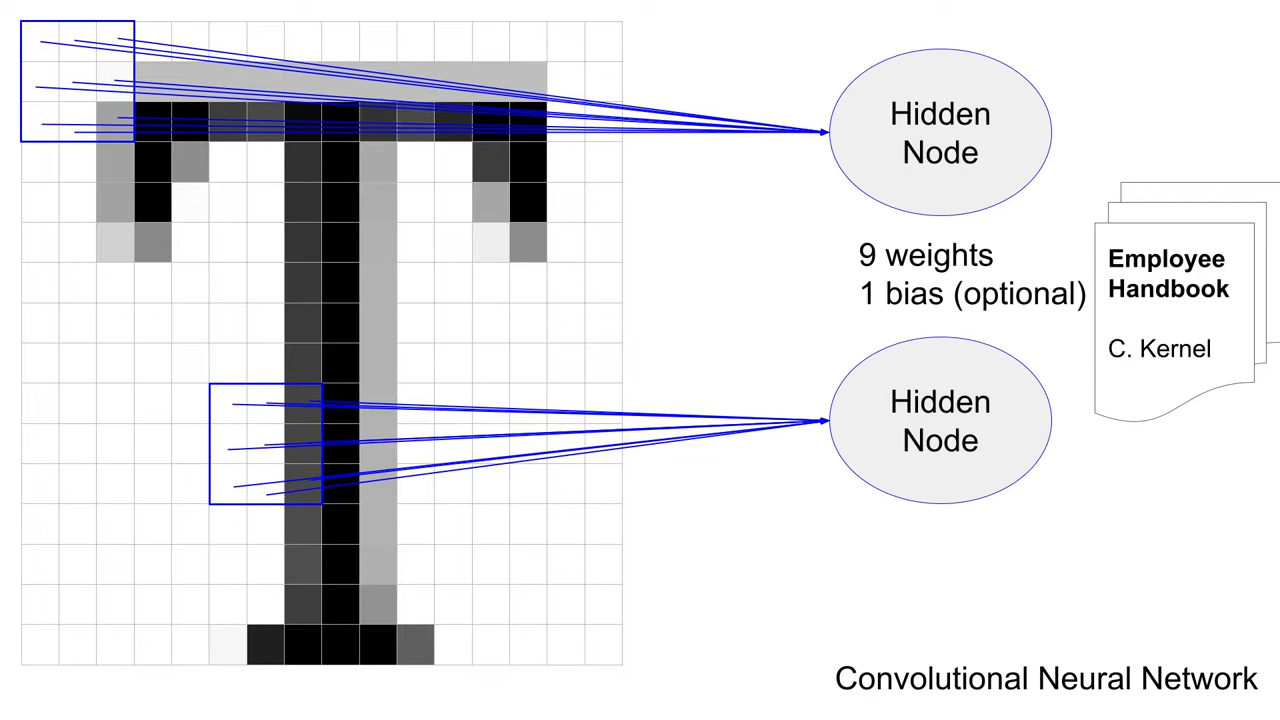 Hidden
Node
9 weights
1 bias (optional)
Employee
Handbook
C. Kernel
Hidden
Node
Convolutional Neural Network